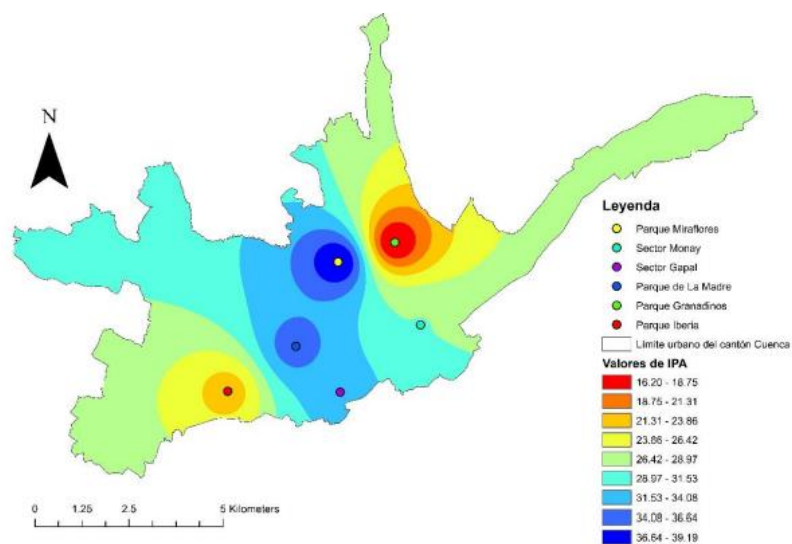 N
Leyenda
Parque Miraflores
Sector Monay
Sector Gapal
Parque de La Madre
Parque Granadinos
Parque Iberia
Límite urbano del cantón Cuenca
Valores de IPA
16.20 - 18.75
18.75 - 21.31
21.31 - 23.86
23.86 - 26.42
26.42 - 28.97
28.97 - 31.53
31.53 - 34.08
34.08 - 36.64
36.64 - 39.19
0 1.25 2.5 5 Kilometers